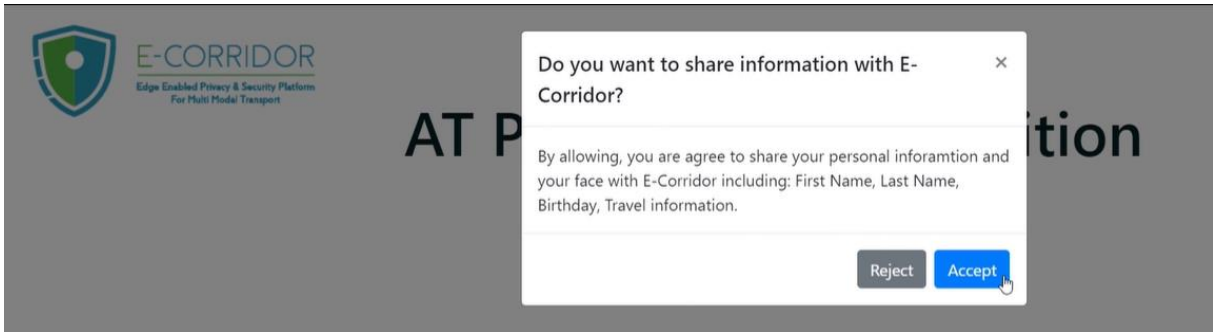 E-CORRIDOR
Edge Enabled Privacy & Security Platform
For Multi Modal Transport
AT P
ition
Do you want to share information with E-
Corridor?
×
By allowing, you are agree to share your personal inforamtion and
your face with E-Corridor including: First Name, Last Name,
Birthday, Travel information.
Reject
Accept